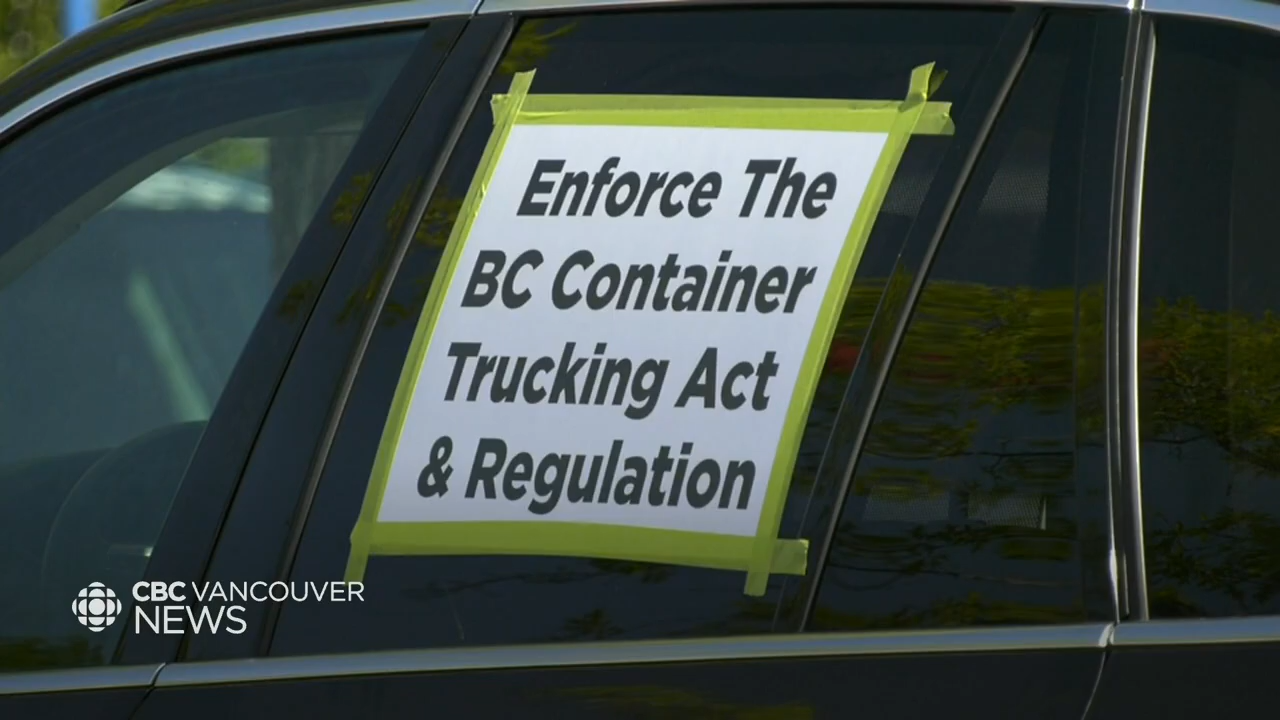 Enforce The
BC Container
Trucking Act
& Regulation
CBC VANCOUVER
NEWS